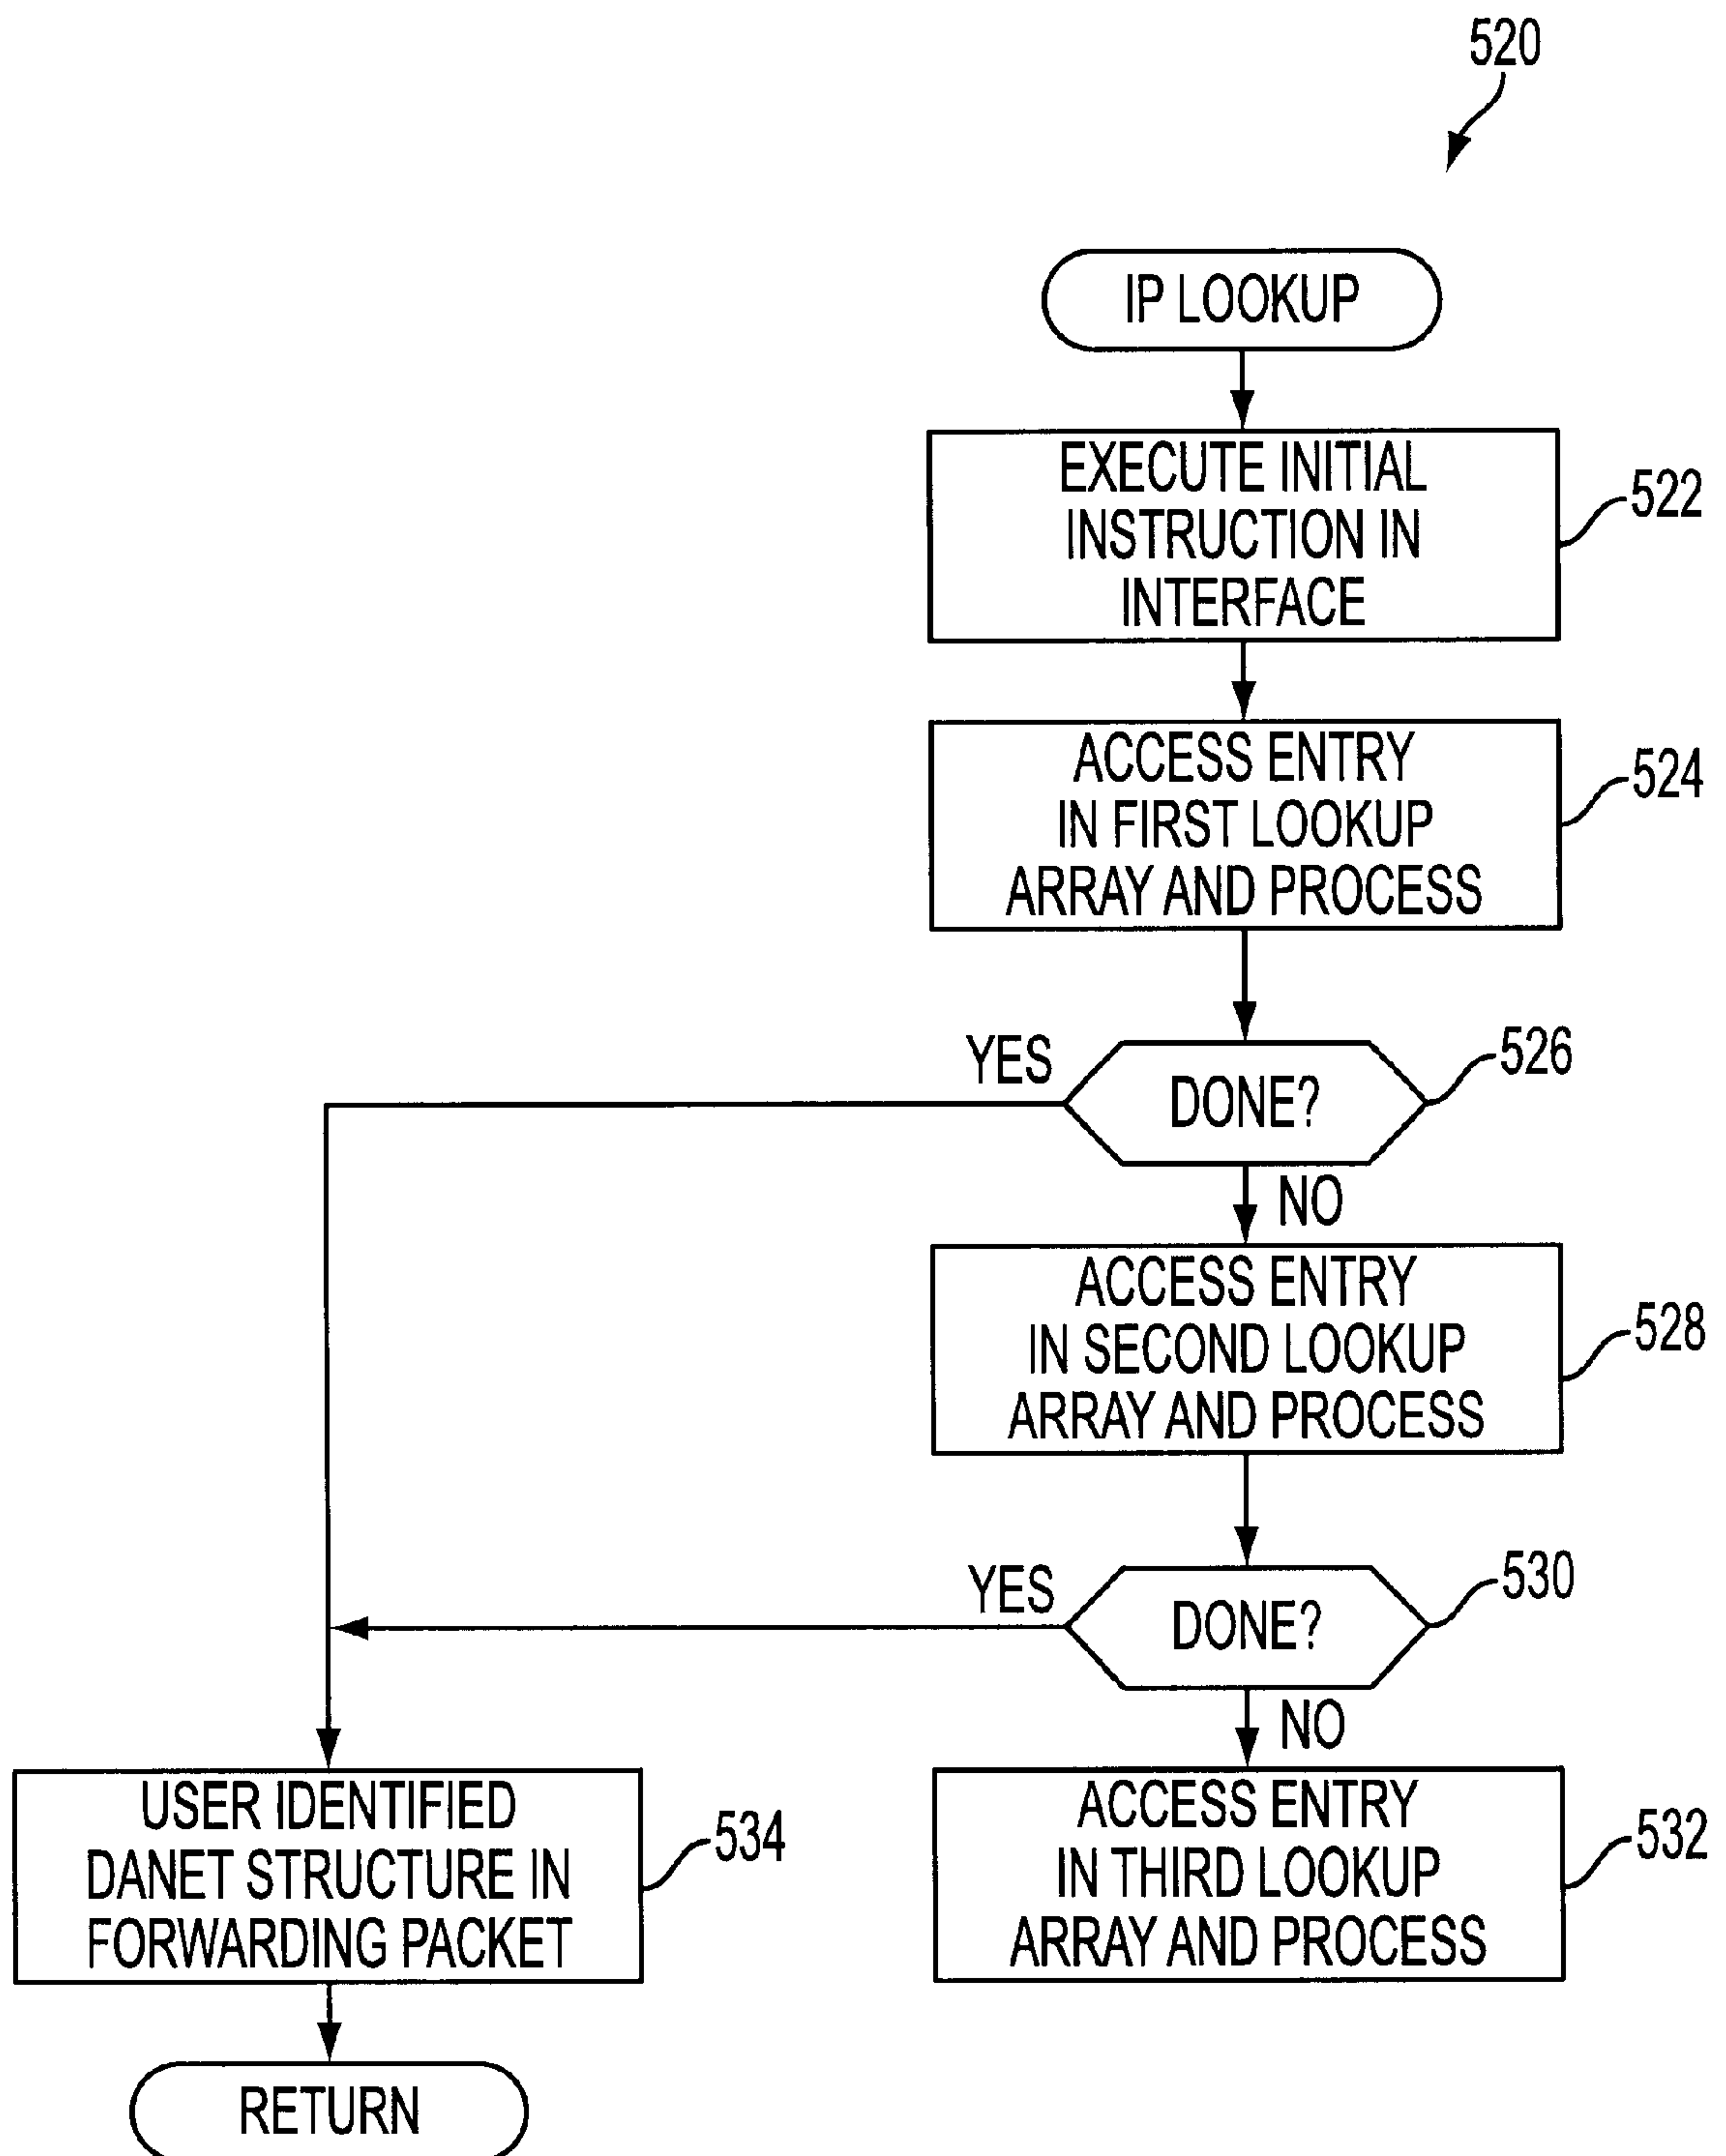 520
IP LOOKUP
EXECUTE INITIAL
INSTRUCTION IN
INTERFACE
522
ACCESS ENTRY
IN FIRST LOOKUP
ARRAY AND PROCESS
524
YES
DONE?
526
NO
ACCESS ENTRY
IN SECOND LOOKUP
ARRAY AND PROCESS
528
YES
DONE?
530
NO
USER IDENTIFIED
DANET STRUCTURE IN
FORWARDING PACKET
534
ACCESS ENTRY
IN THIRD LOOKUP
ARRAY AND PROCESS
532
RETURN